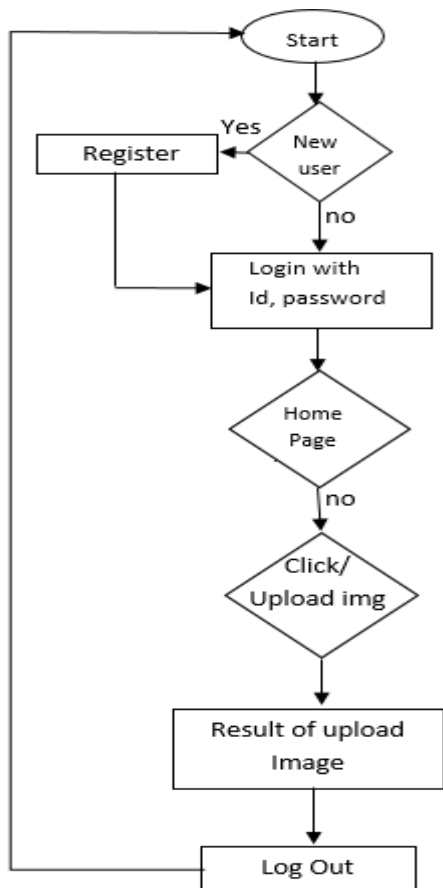 Start
Yes
New
user
Register
no
Login with
Id, password
Home
Page
no
Click/
Upload img
Result of upload
Image
Log Out